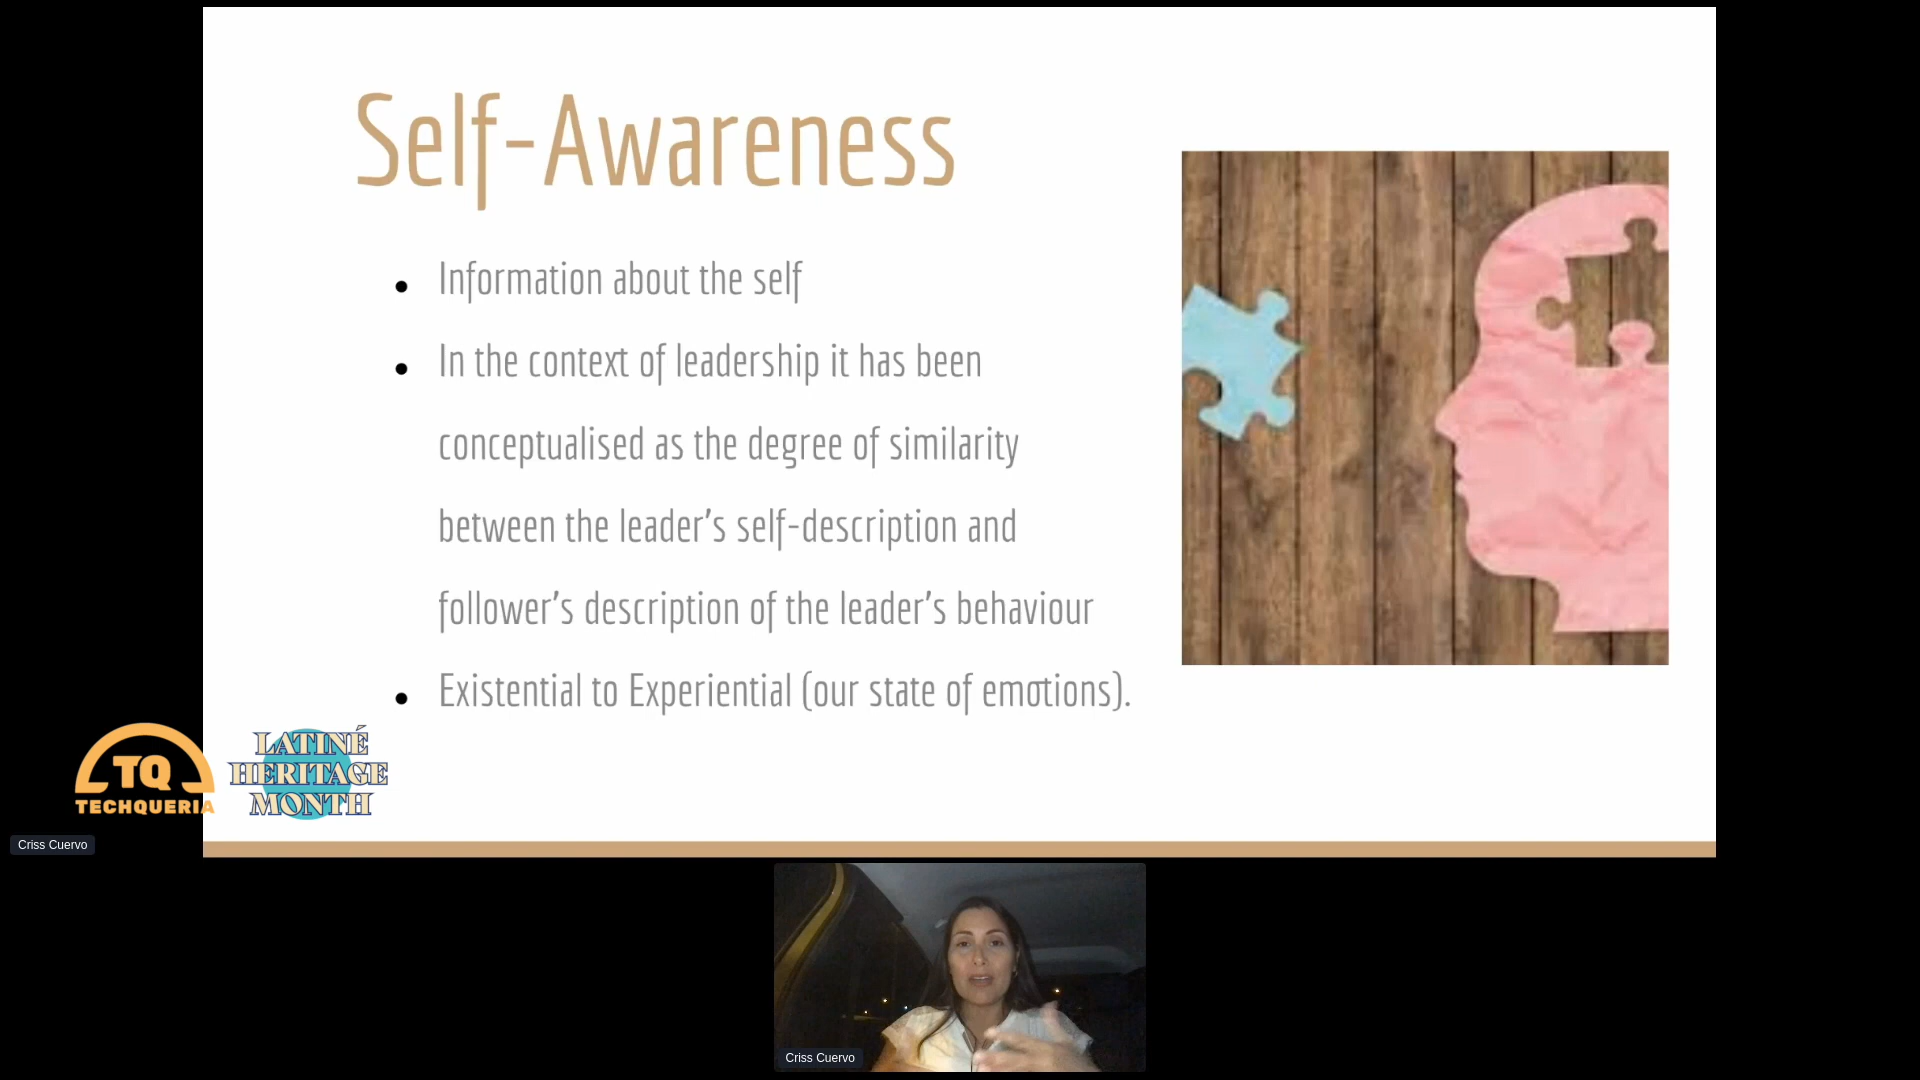 Self-Awareness
Information about the self
In the context of leadership it has been
conceptualised as the degree of similarity
between the leader's self-description and
follower's description of the leader's behaviour
Existential to Experiential (our state of emotions).
TQ
TECHQUERIA
LATINÉ
HERITAGE
MONTH
Criss Cuervo
Criss Cuervo